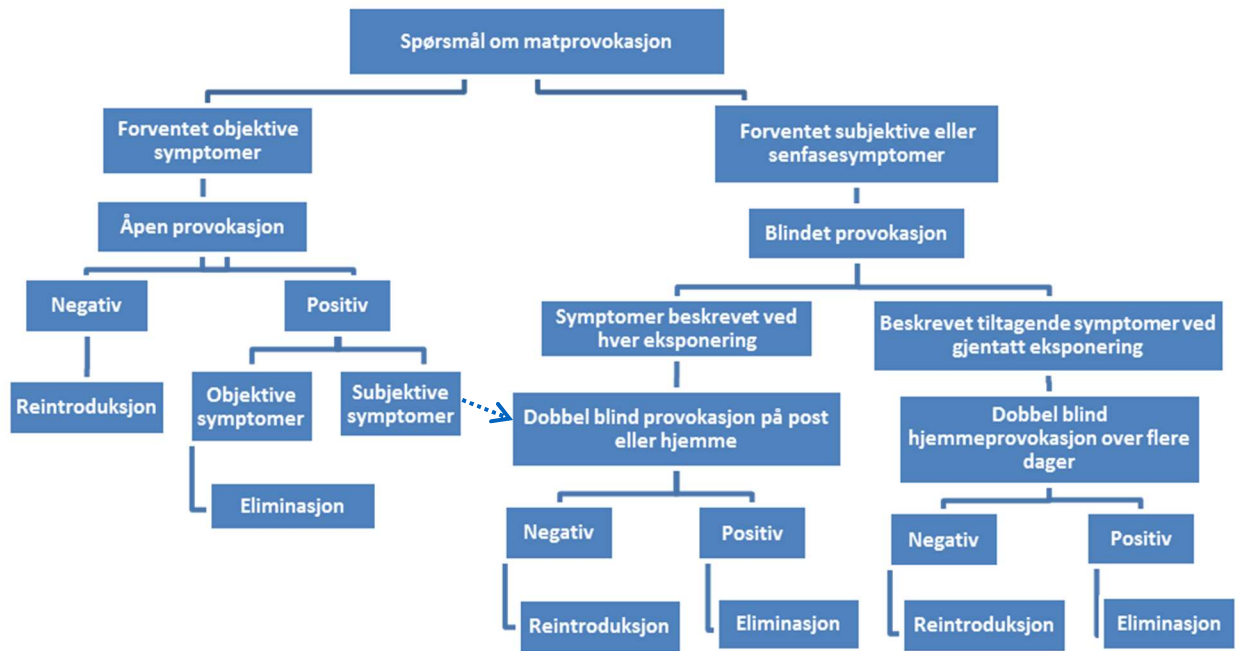 Spørsmål om matprovokasjon
Forventet objektive
symptomer
Forventet subjektive eller
senfasesymptomer
Åpen provokasjon
Blindet provokasjon
Negativ
Positiv
Symptomer beskrevet ved
hver eksponering
Beskrevet tiltagende symptomer ved
gjentatt eksponering
Reintroduksjon
Objektive
symptomer
Subjektive
symptomer
Dobbel blind provokasjon på post
eller hjemme
Dobbel blind
hjemmeprovokasjon over flere
dager
Eliminasjon
Negativ
Positiv
Negativ
Positiv
Reintroduksjon
Eliminasjon
Reintroduksjon
Eliminasjon